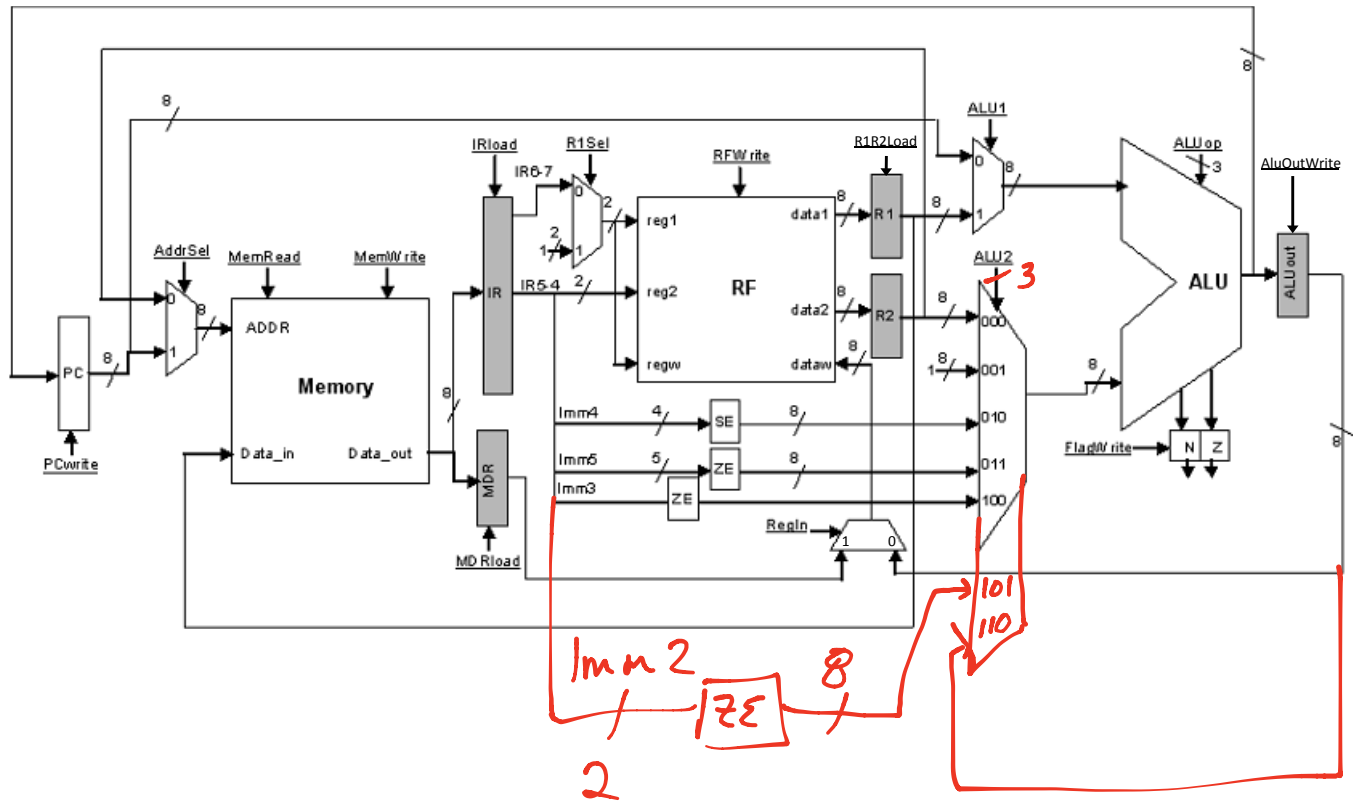 8
8
ALU1
IRload
R1Sel
RFWrite
R1R2Load
ALUop
3
AluOutWrite
IR6-7
0
2
reg1
data1
8
R1
8
0
8
1
2
1
1
AddrSel
MemRead
MemWrite
ALU2
3
0
8
ADDR
IR
IR5-4
2
reg2
RF
data2
8
R2
8
000
ALU
ALUout
PC
8
1
Memory
8
regw
dataw
8
1
8
001
8
Imm4
4
SE
8
010
PCwrite
Data_in
Data_out
MDR
Imm5
5
ZE
8
011
FlagWrite
N
Z
8
Imm3
ZE
100
RegIn
1
0
MDRload
101
110
Imm2
ZE
8
2